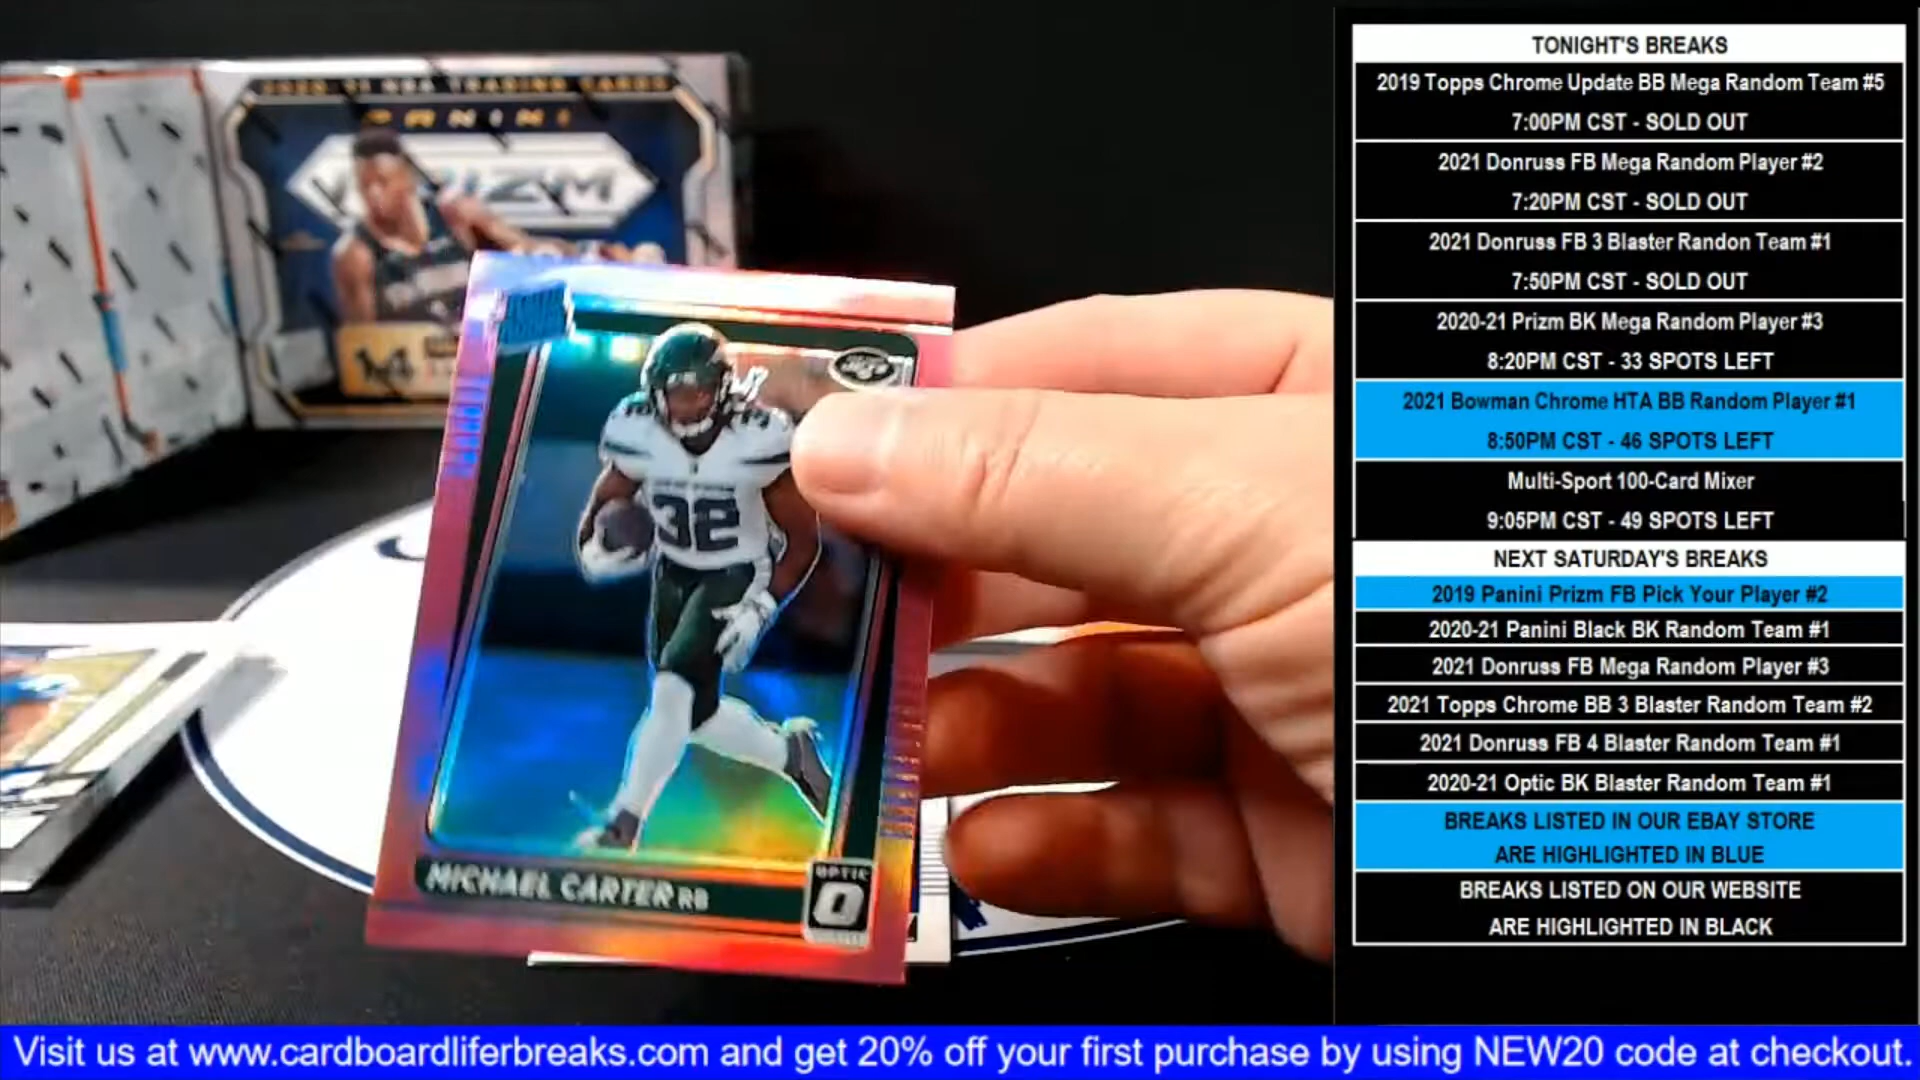 2020-21 NBA TRADING CARDS
PANINI
PRIZM
32
MICHAEL CARTER RB
OPTIC
TONIGHT'S BREAKS
2019 Topps Chrome Update BB Mega Random Team #5
7:00PM CST - SOLD OUT
2021 Donruss FB Mega Random Player #2
7:20PM CST - SOLD OUT
2021 Donruss FB 3 Blaster Randon Team #1
7:50PM CST - SOLD OUT
2020-21 Prizm BK Mega Random Player #3
8:20PM CST - 33 SPOTS LEFT
2021 Bowman Chrome HTA BB Random Player #1
8:50PM CST - 46 SPOTS LEFT
Multi-Sport 100-Card Mixer
9:05PM CST - 49 SPOTS LEFT
NEXT SATURDAY'S BREAKS
2019 Panini Prizm FB Pick Your Player #2
2020-21 Panini Black BK Random Team #1
2021 Donruss FB Mega Random Player #3
2021 Topps Chrome BB 3 Blaster Random Team #2
2021 Donruss FB 4 Blaster Random Team #1
2020-21 Optic BK Blaster Random Team #1
BREAKS LISTED IN OUR EBAY STORE
ARE HIGHLIGHTED IN BLUE
BREAKS LISTED ON OUR WEBSITE
ARE HIGHLIGHTED IN BLACK
Visit us at www.cardboardliferbreaks.com and get 20% off your first purchase by using NEW20 code at checkout.